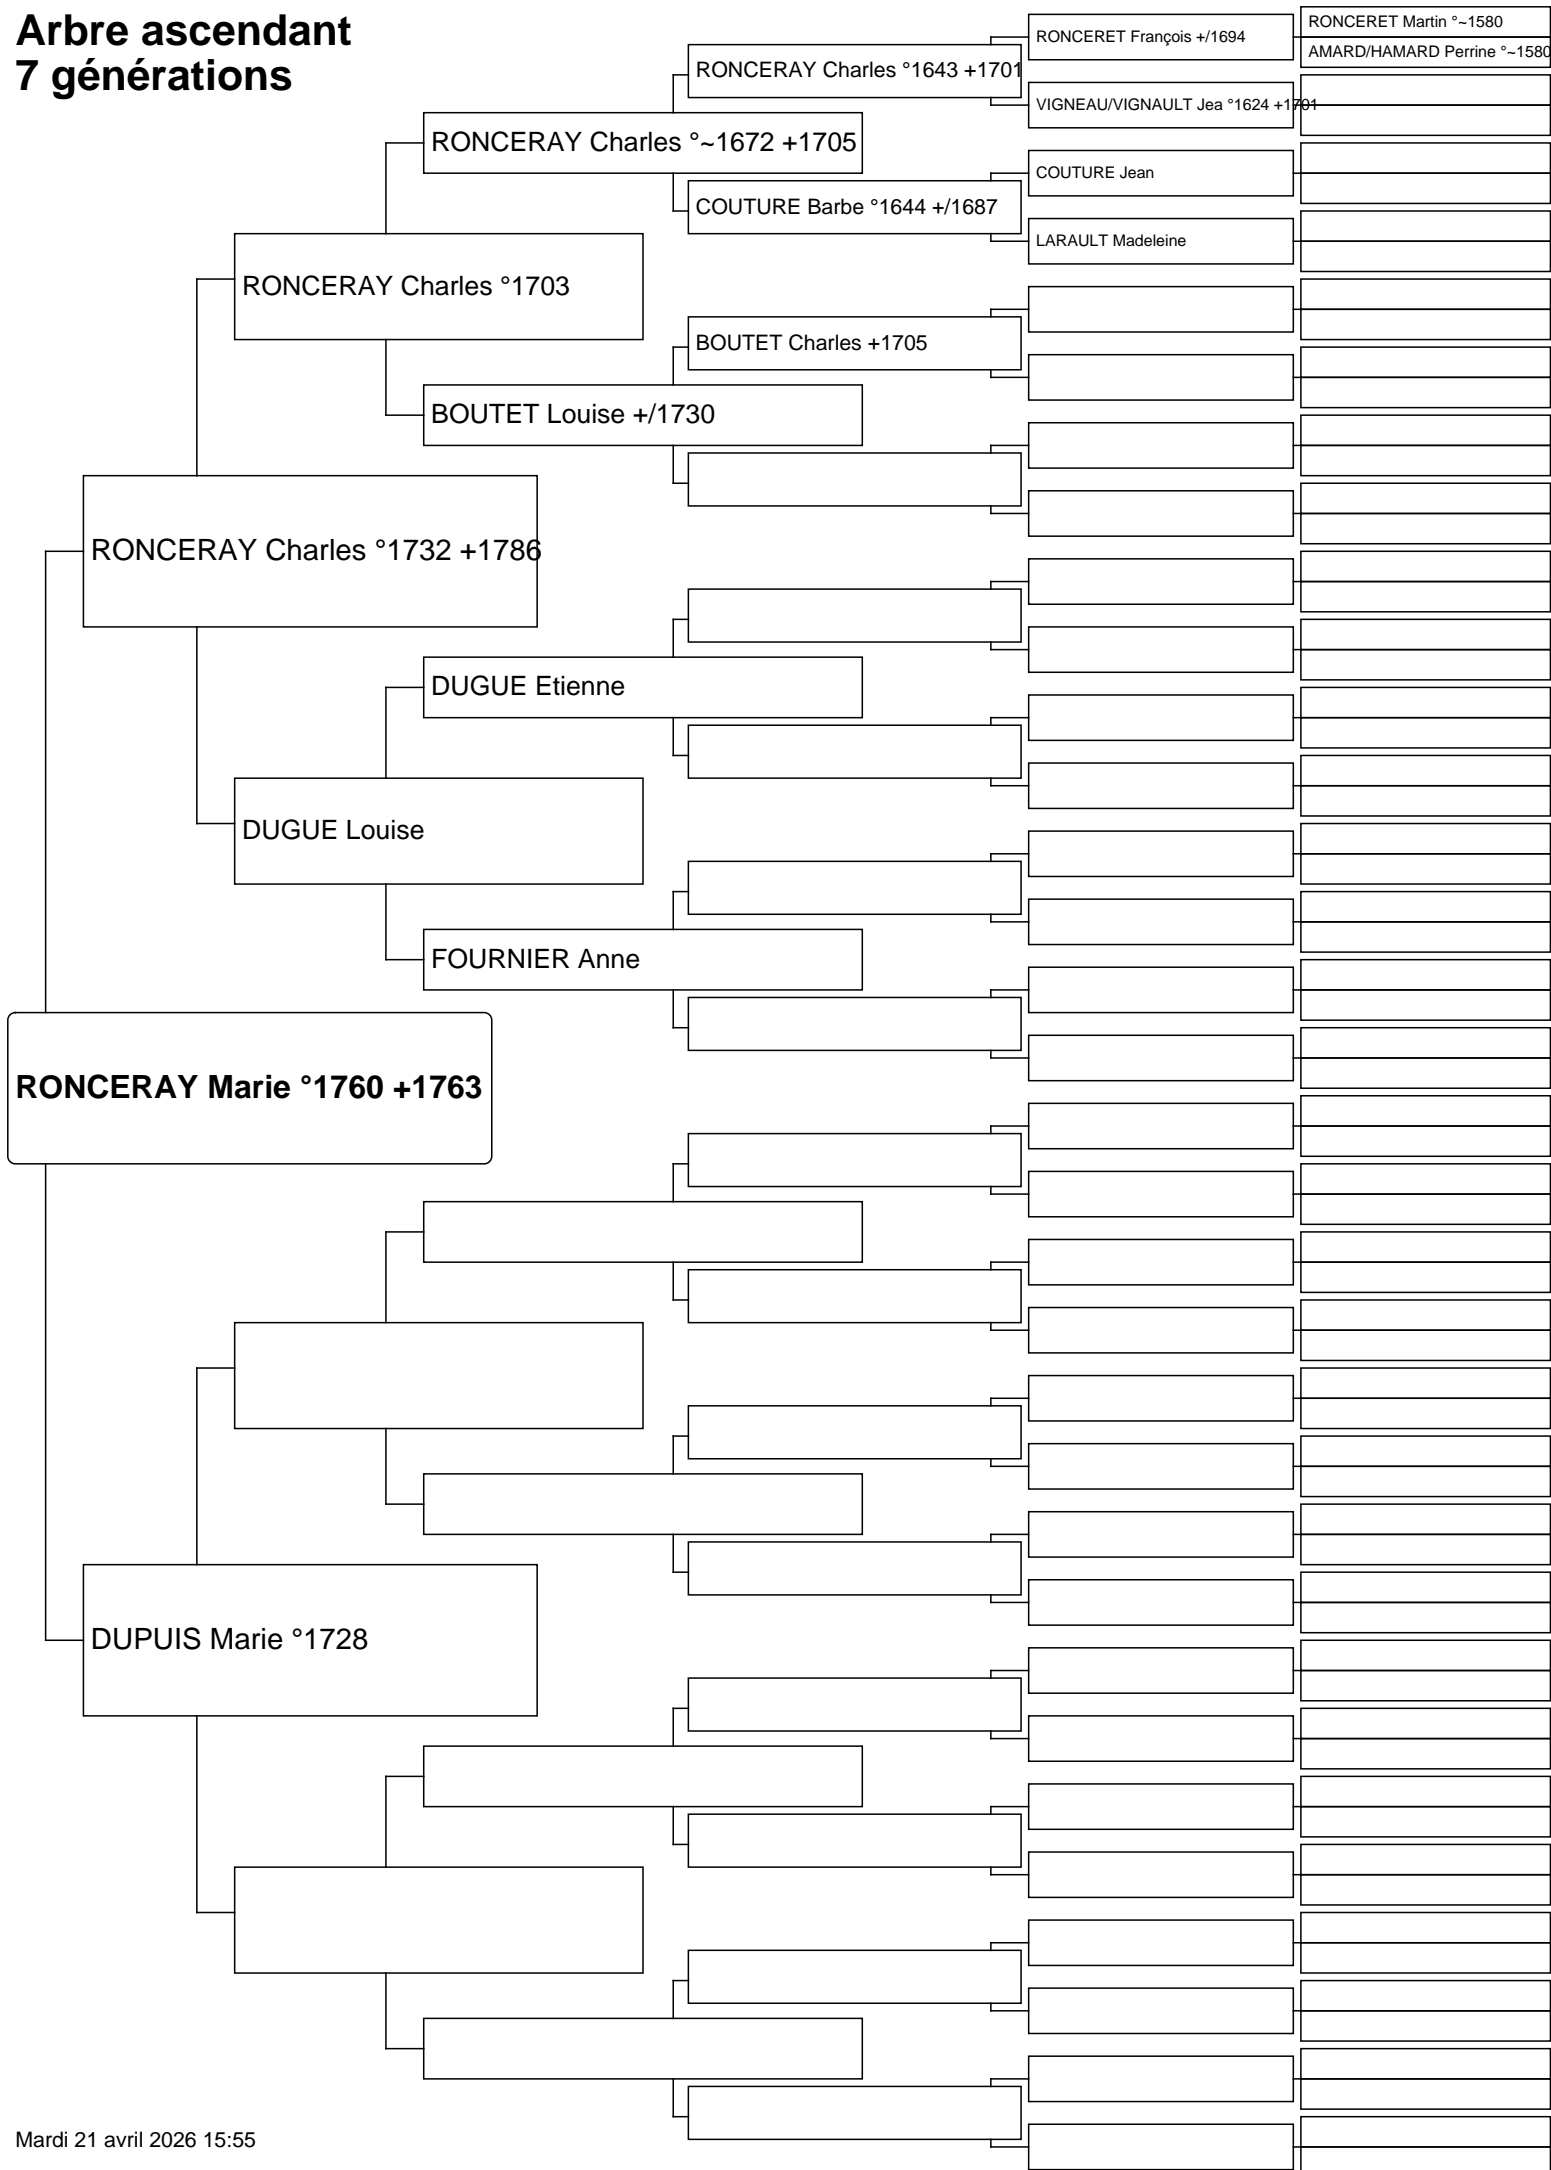 Arbre ascendant
7 générations
RONCERET Martin °~1580
RONCERET François +/1694
AMARD/HAMARD Perrine °~1580
RONCERAY Charles °1643 +1701
VIGNEAU/VIGNAULT Jea °1624 +1701
RONCERAY Charles °~1672 +1705
COUTURE Jean
COUTURE Barbe °1644 +/1687
LARAULT Madeleine
RONCERAY Charles °1703
BOUTET Charles +1705
BOUTET Louise +/1730
RONCERAY Charles °1732 +1786
DUGUE Etienne
DUGUE Louise
FOURNIER Anne
RONCERAY Marie °1760 +1763
DUPUIS Marie °1728
Mardi 21 avril 2026 15:55